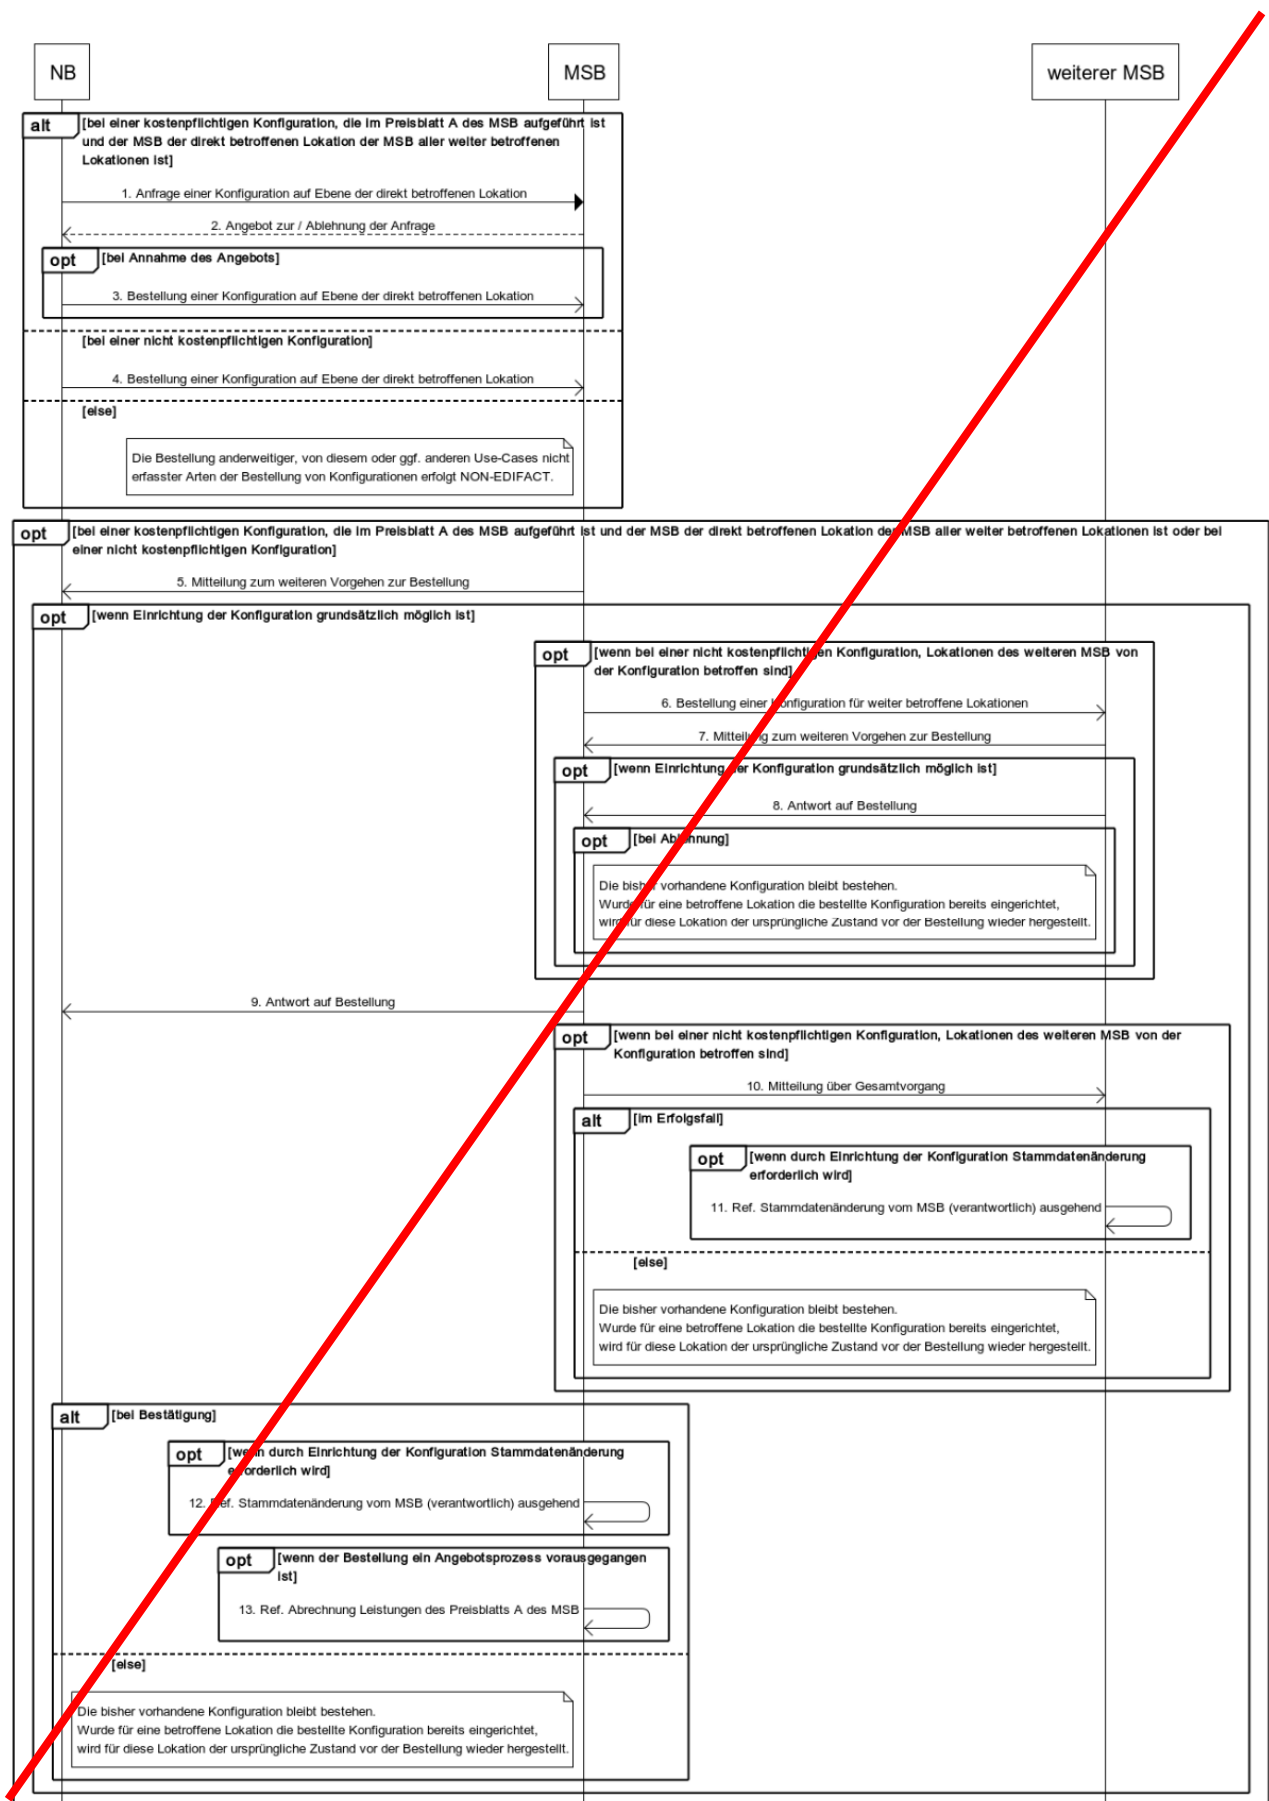 NB
MSB
weiterer MSB
alt
[bei einer kostenpflichtigen Konfiguration, die im Preisblatt A des MSB aufgeführt ist
und der MSB der direkt betroffenen Lokation der MSB aller weiter betroffenen
Lokationen ist]
1. Anfrage einer Konfiguration auf Ebene der direkt betroffenen Lokation
2. Angebot zur / Ablehnung der Anfrage
opt
[bei Annahme des Angebots]
3. Bestellung einer Konfiguration auf Ebene der direkt betroffenen Lokation
[bei einer nicht kostenpflichtigen Konfiguration]
4. Bestellung einer Konfiguration auf Ebene der direkt betroffenen Lokation
[else]
Die Bestellung anderweitiger, von diesem oder ggf. anderen Use-Cases nicht
erfasster Arten der Bestellung von Konfigurationen erfolgt NON-EDIFACT.
opt
[bei einer kostenpflichtigen Konfiguration, die im Preisblatt A des MSB aufgeführt ist und der MSB der direkt betroffenen Lokation der MSB aller weiter betroffenen Lokationen ist oder bei
einer nicht kostenpflichtigen Konfiguration]
5. Mitteilung zum weiteren Vorgehen zur Bestellung
opt
[wenn Einrichtung der Konfiguration grundsätzlich möglich ist]
opt
[wenn bei einer nicht kostenpflichtigen Konfiguration, Lokationen des weiteren MSB von
der Konfiguration betroffen sind]
6. Bestellung einer Konfiguration für weiter betroffene Lokationen
7. Mitteilung zum weiteren Vorgehen zur Bestellung
opt
[wenn Einrichtung der Konfiguration grundsätzlich möglich ist]
8. Antwort auf Bestellung
opt
[bei Ablehnung]
Die bisher vorhandene Konfiguration bleibt bestehen.
Wurde für eine betroffene Lokation die bestellte Konfiguration bereits eingerichtet,
wird für diese Lokation der ursprüngliche Zustand vor der Bestellung wieder hergestellt.
9. Antwort auf Bestellung
opt
[wenn bei einer nicht kostenpflichtigen Konfiguration, Lokationen des weiteren MSB von der
Konfiguration betroffen sind]
10. Mitteilung über Gesamtvorgang
alt
[im Erfolgsfall]
opt
[wenn durch Einrichtung der Konfiguration Stammdatenänderung
erforderlich wird]
11. Ref. Stammdatenänderung vom MSB (verantwortlich) ausgehend
[else]
Die bisher vorhandene Konfiguration bleibt bestehen.
Wurde für eine betroffene Lokation die bestellte Konfiguration bereits eingerichtet,
wird für diese Lokation der ursprüngliche Zustand vor der Bestellung wieder hergestellt.
alt
[bei Bestätigung]
opt
[wenn durch Einrichtung der Konfiguration Stammdatenänderung
erforderlich wird]
12. Ref. Stammdatenänderung vom MSB (verantwortlich) ausgehend
opt
[wenn der Bestellung ein Angebotsprozess vorausgegangen
ist]
13. Ref. Abrechnung Leistungen des Preisblatts A des MSB
[else]
Die bisher vorhandene Konfiguration bleibt bestehen.
Wurde für eine betroffene Lokation die bestellte Konfiguration bereits eingerichtet,
wird für diese Lokation der ursprüngliche Zustand vor der Bestellung wieder hergestellt.